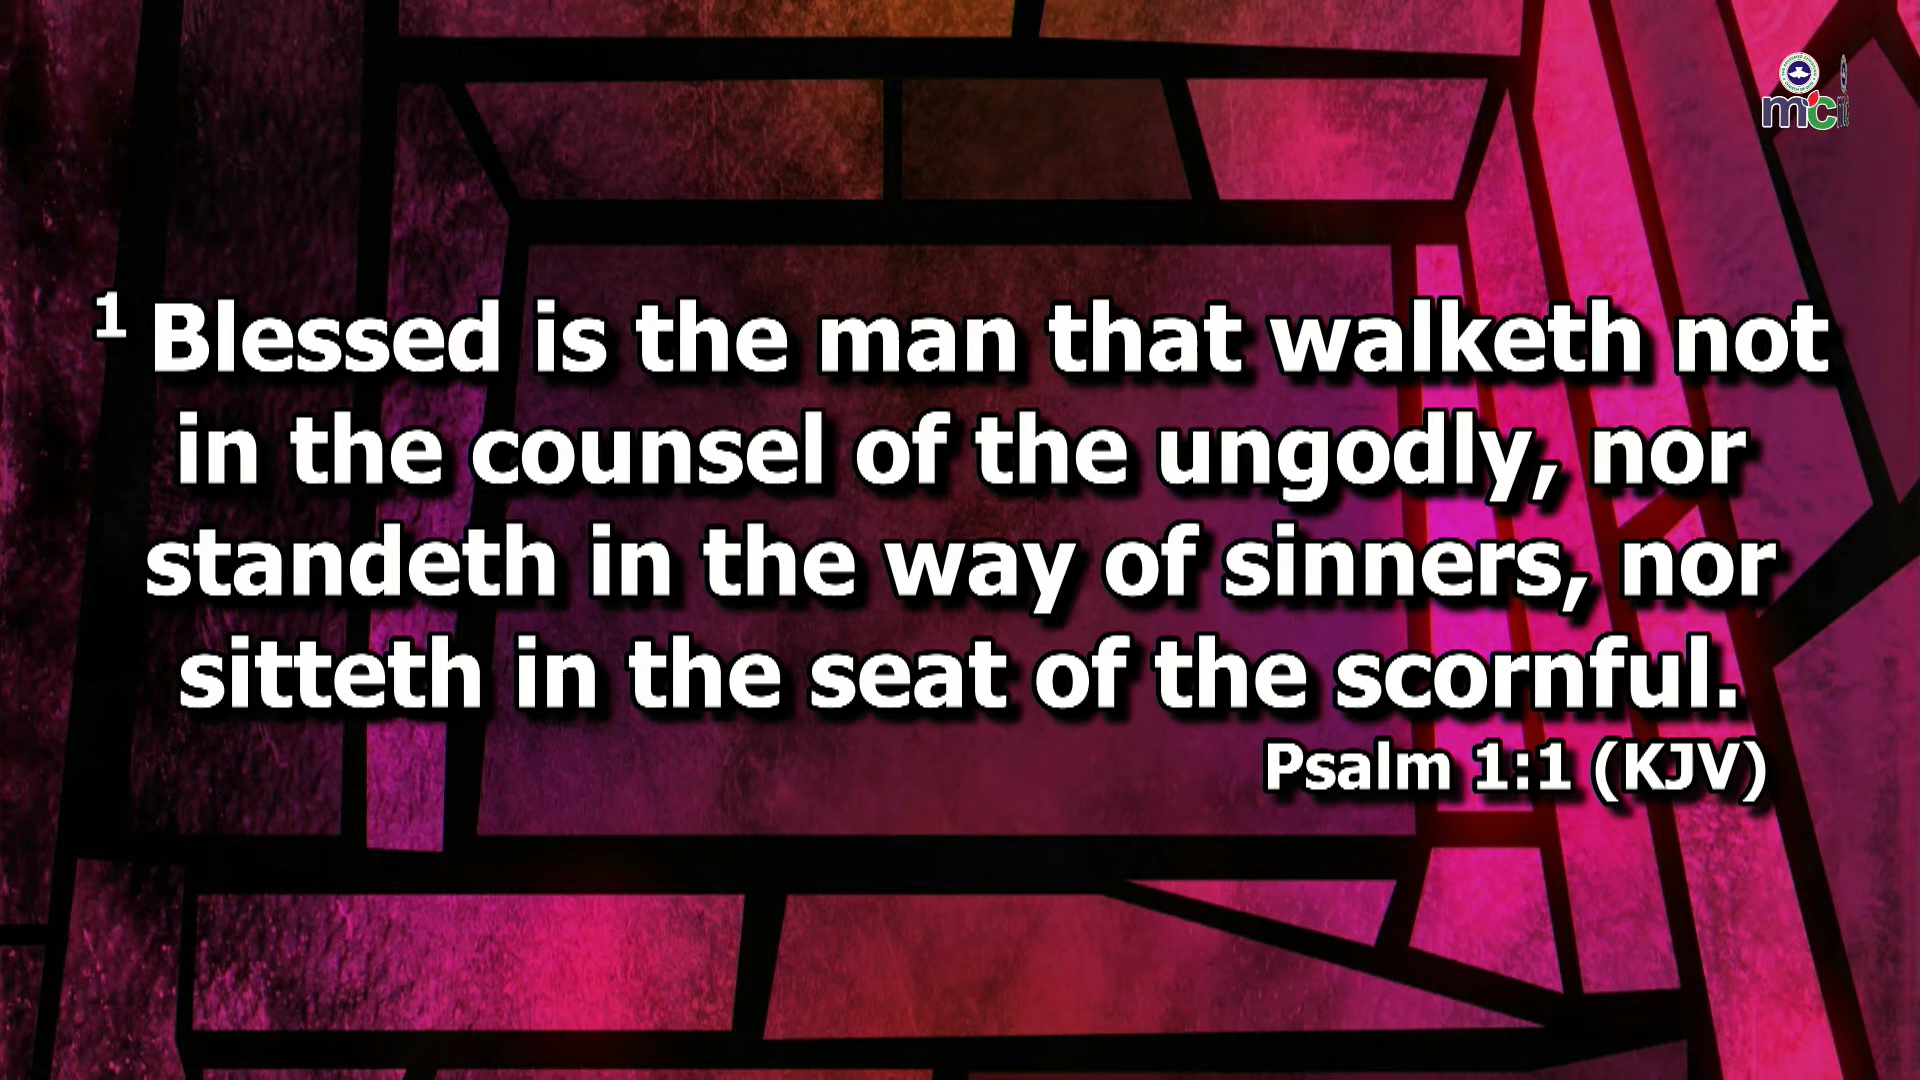 1 Blessed is the man that walketh not
in the counsel of the ungodly, nor
standeth in the way of sinners, nor
sitteth in the seat of the scornful.
Psalm 1:1 (KJV)
mc